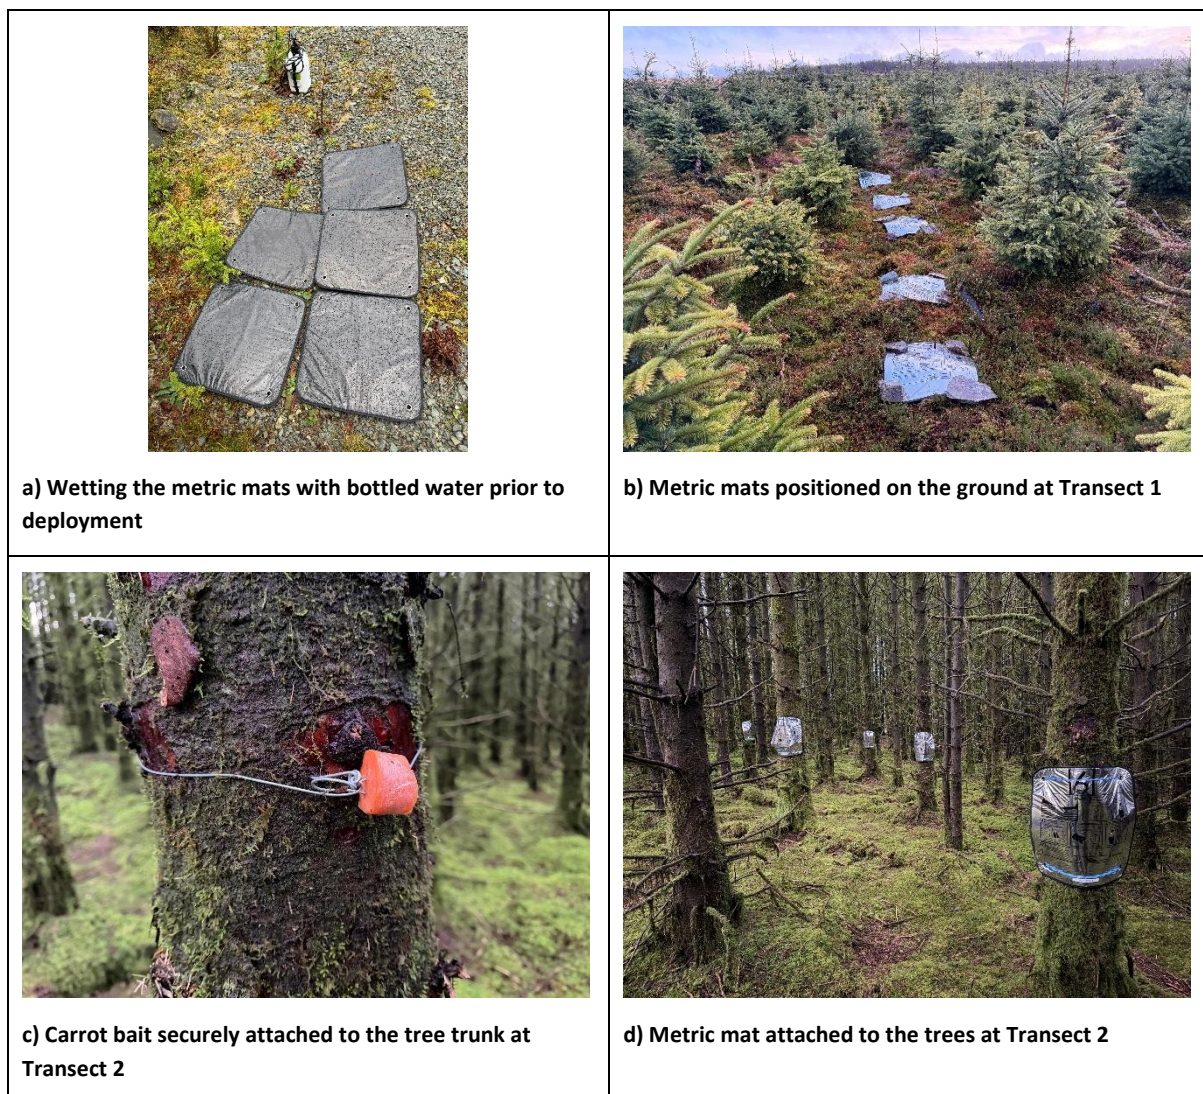 a) Wetting the metric mats with bottled water prior to
deployment
b) Metric mats positioned on the ground at Transect 1
c) Carrot bait securely attached to the tree trunk at
Transect 2
d) Metric mat attached to the trees at Transect 2